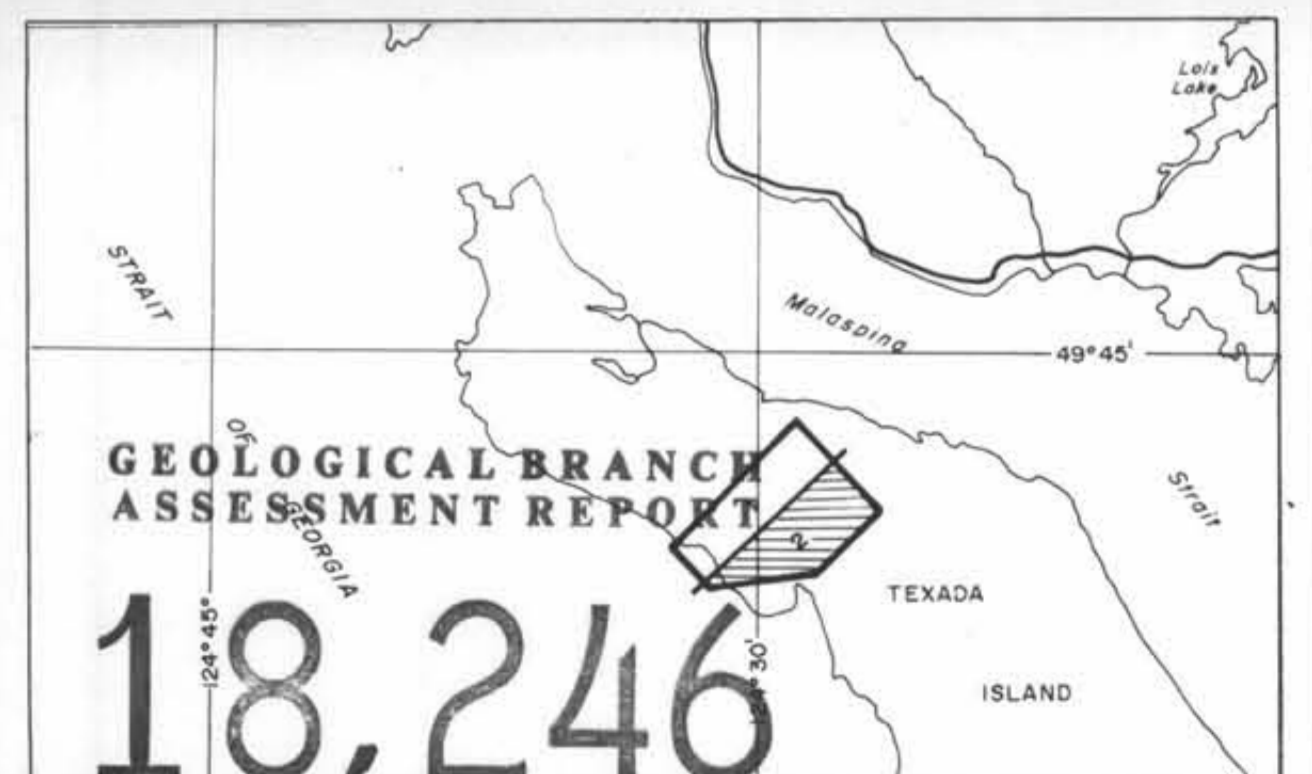 Lois
Lake
STRAIT
Malaspina
49°45'
OF
GEOLOGICAL BRANCH
ASSESSMENT REPORT
GEORGIA
Strait
2
TEXADA
ISLAND
124°45'
124°30'
18,246